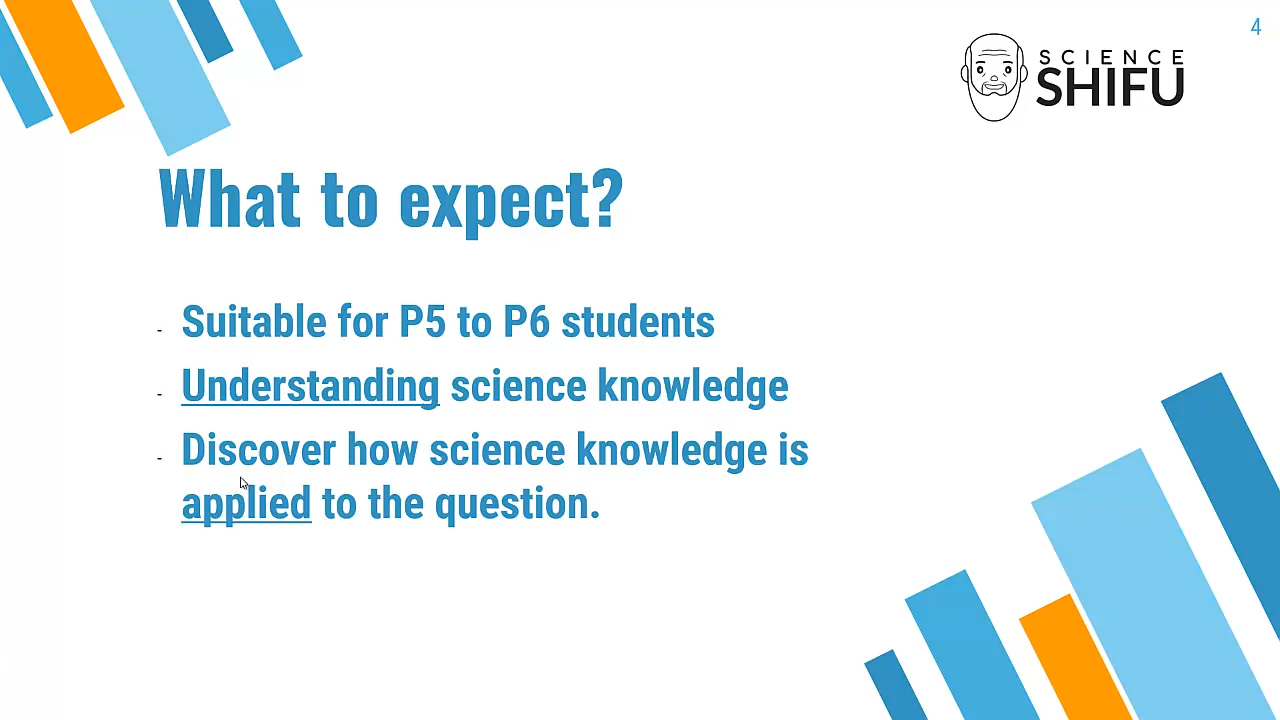 4
SCIENCE
SHIFU
What to expect?
- Suitable for P5 to P6 students
- Understanding science knowledge
- Discover how science knowledge is
applied to the question.